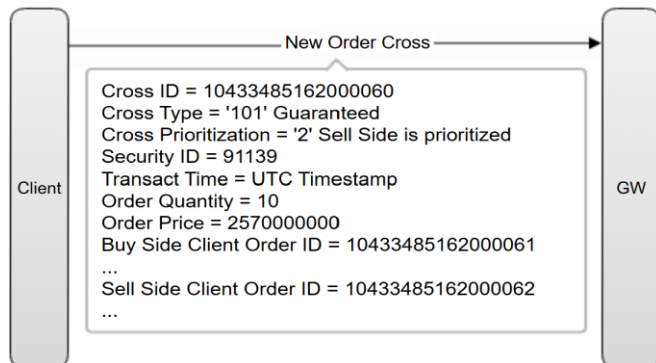 New Order Cross
Cross ID = 10433485162000060
Cross Type = '101' Guaranteed
Cross Prioritization = '2' Sell Side is prioritized
Security ID = 91139
Client
Transact Time = UTC Timestamp
GW
Order Quantity = 10
Order Price = 2570000000
Buy Side Client Order ID = 10433485162000061
...
Sell Side Client Order ID = 10433485162000062
...